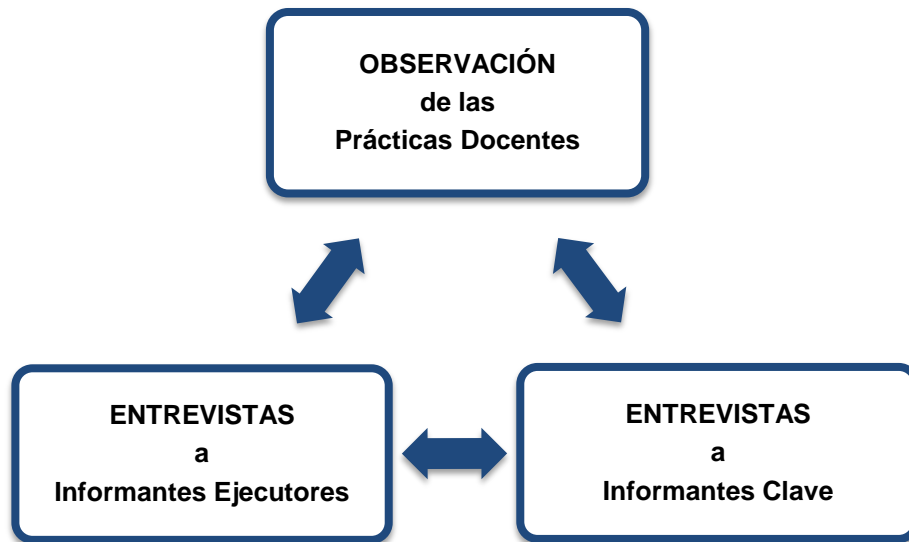 OBSERVACIÓN
de las
Prácticas Docentes
ENTREVISTAS
a
Informantes Ejecutores
ENTREVISTAS
a
Informantes Clave